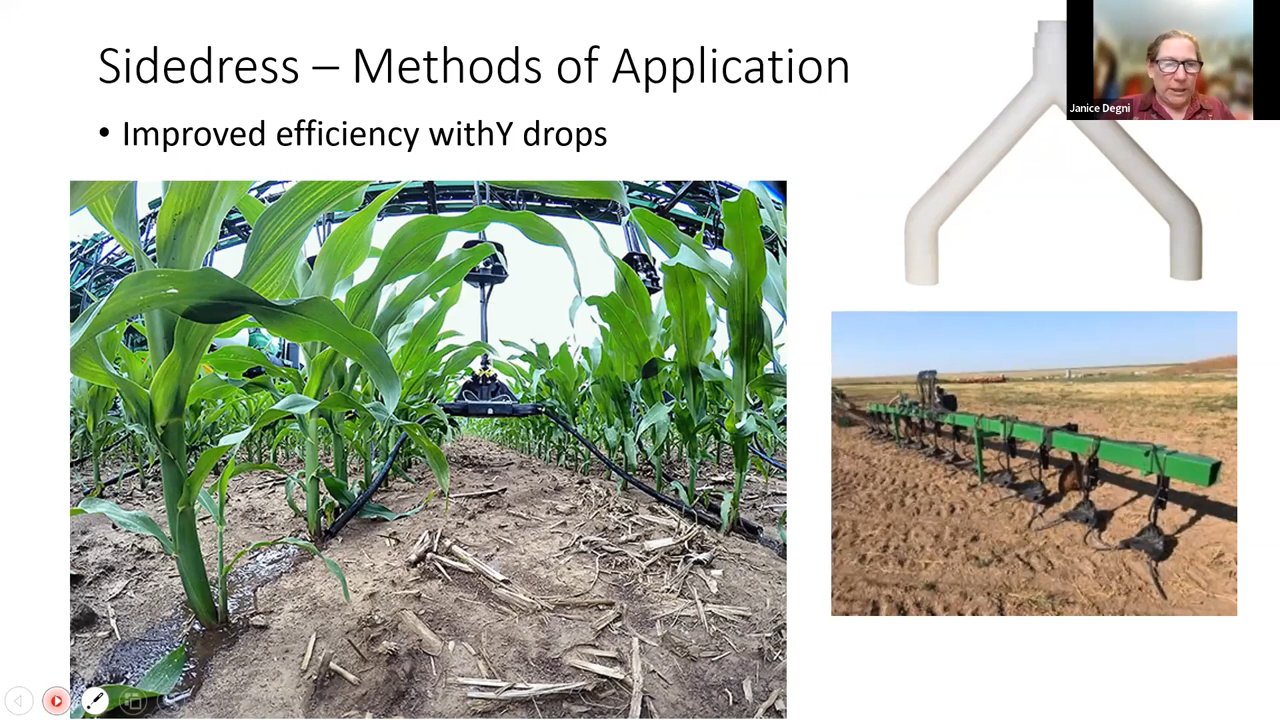 Sidedress – Methods of Application
Janice Degni
• Improved efficiency withY drops